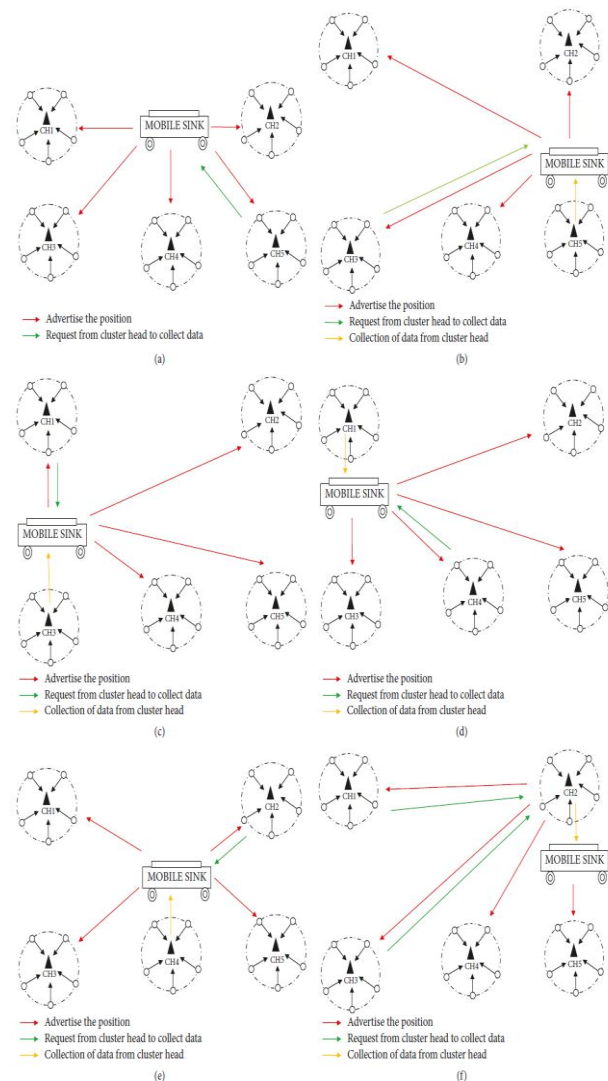 CH1
MOBILE SINK
CH2
CH3
CH4
CH5
Advertise the position
Request from cluster head to collect data
(a)
CH1
CH2
MOBILE SINK
CH3
CH4
CH5
Advertise the position
Request from cluster head to collect data
Collection of data from cluster head
(b)
CH1
CH2
MOBILE SINK
CH3
CH4
CH5
Advertise the position
Request from cluster head to collect data
Collection of data from cluster head
(c)
CH1
CH2
MOBILE SINK
CH3
CH4
CH5
Advertise the position
Request from cluster head to collect data
Collection of data from cluster head
(d)
CH1
CH2
MOBILE SINK
CH3
CH4
CH5
Advertise the position
Request from cluster head to collect data
Collection of data from cluster head
(e)
CH1
CH2
MOBILE SINK
CH3
CH4
CH5
Advertise the position
Request from cluster head to collect data
Collection of data from cluster head
(f)